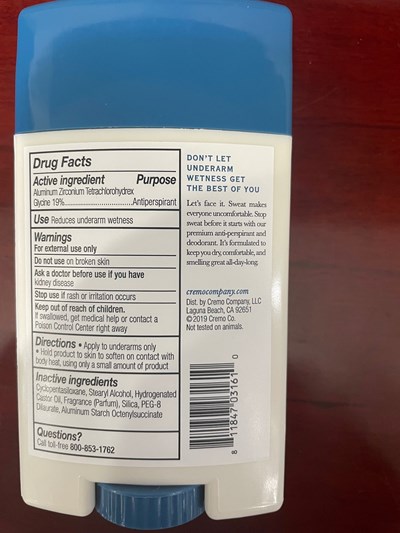 Drug Facts
Active ingredient Purpose
Aluminum Zirconium Tetrachlorohydrex
Glycine 19%..............................Antiperspirant
Use Reduces underarm wetness
Warnings
For external use only
Do not use on broken skin
Ask a doctor before use if you have
kidney disease
Stop use if rash or irritation occurs
Keep out of reach of children.
If swallowed, get medical help or contact a
Poison Control Center right away
Directions • Apply to underarms only
• Hold product to skin to soften on contact with
body heat, using only a small amount of product
Inactive ingredients
Cyclopentasiloxane, Stearyl Alcohol, Hydrogenated
Castor Oil, Fragrance (Parfum), Silica, PEG-8
Dilaurate, Aluminum Starch Octenylsuccinate
Questions?
Call toll-free 800-853-1762
DON'T LET
UNDERARM
WETNESS GET
THE BEST OF YOU
Let's face it. Sweat makes
everyone uncomfortable. Stop
sweat before it starts with our
premium anti-perspirant and
deodorant. It's formulated to
keep you dry, comfortable, and
smelling great all-day-long.
cremocompany.com
Dist. by Cremo Company, LLC
Laguna Beach, CA 92651
© 2019 Cremo Co.
Not tested on animals.
8 11847 03161 0